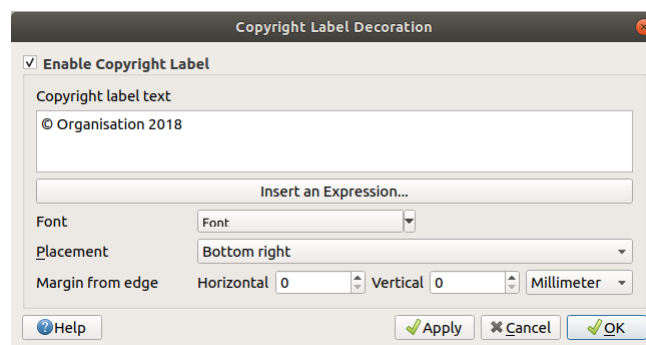 Copyright Label Decoration
Enable Copyright Label
Copyright label text
© Organisation 2018
Insert an Expression...
Font Font
Placement Bottom right
Margin from edge Horizontal 0 Vertical 0 Millimeter
Help Apply Cancel OK